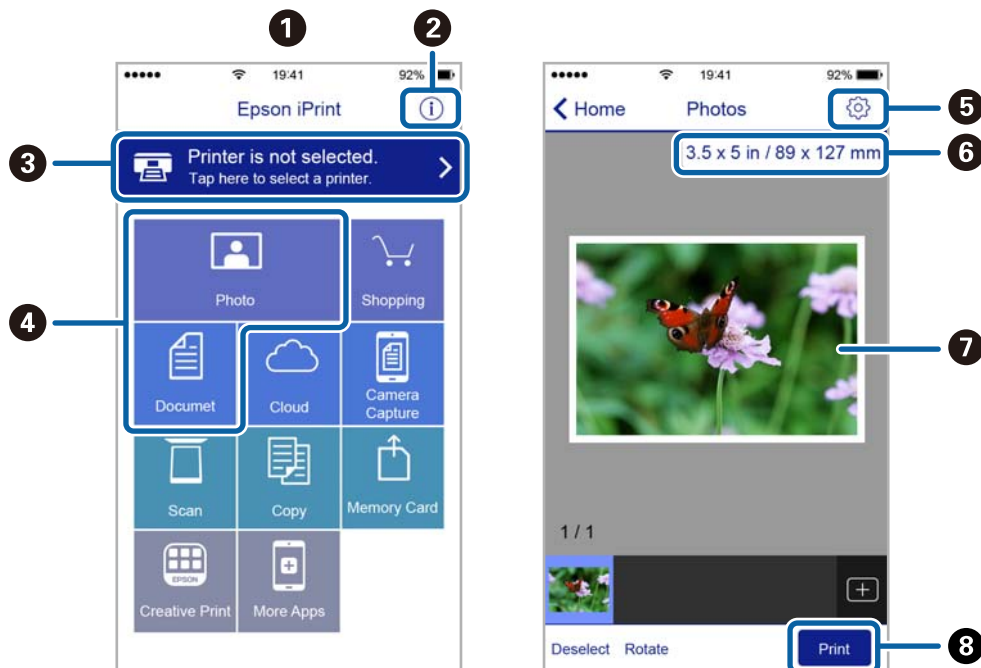 1
2
19:41
92%
Epson iPrint
i
3
Printer is not selected.
Tap here to select a printer.
4
Photo
Shopping
Documet
Cloud
Camera
Capture
Scan
Copy
Memory Card
EPSON
Creative Print
More Apps
19:41
92%
Home
Photos
5
3.5 x 5 in / 89 x 127 mm
6
7
1 / 1
Deselect
Rotate
Print
8